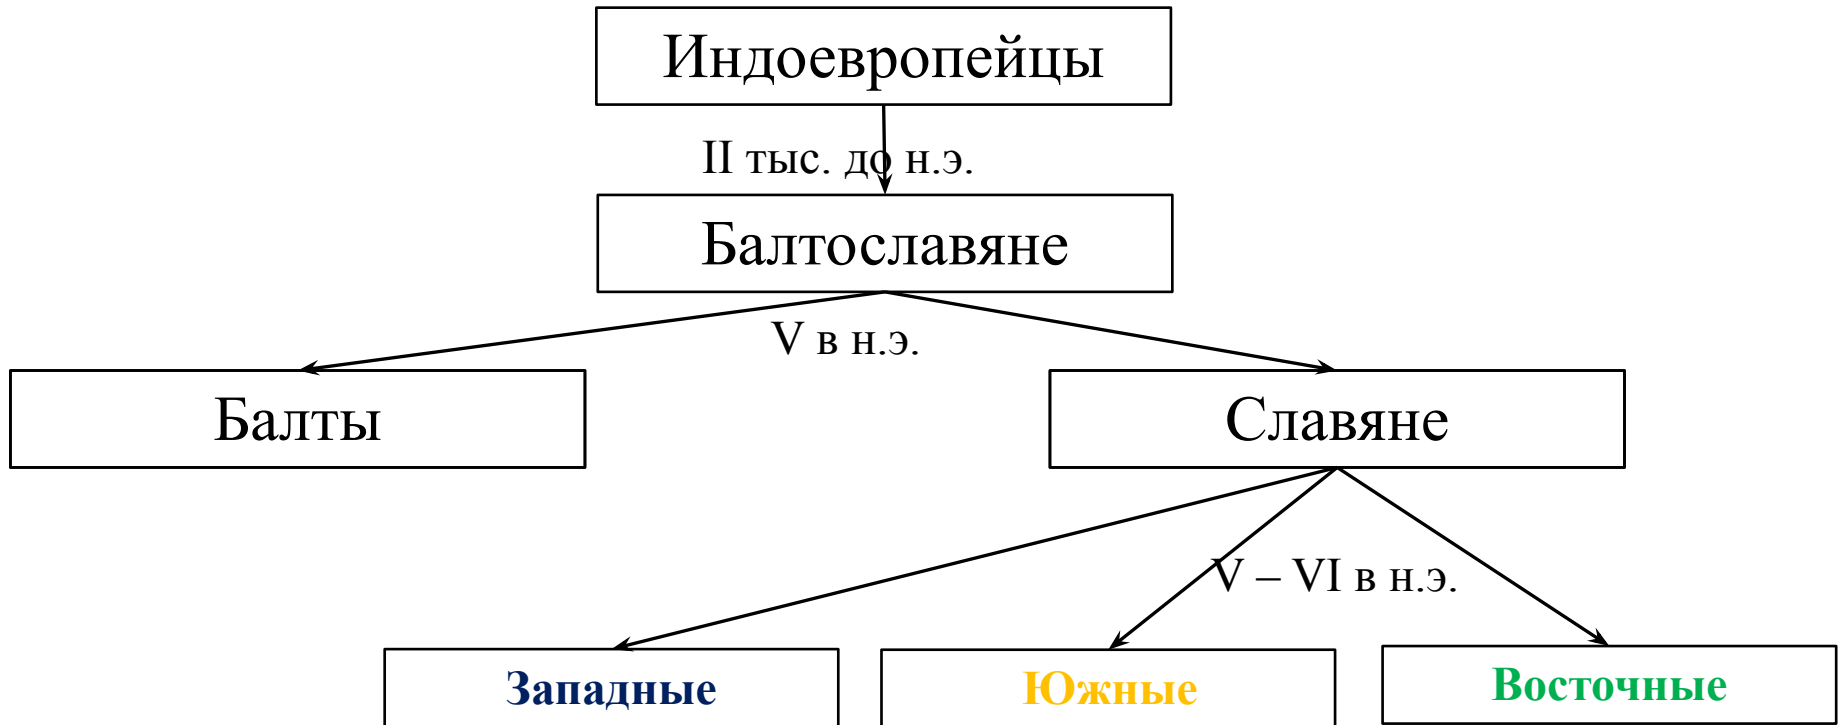 Индоевропейцы
II тыс. до н.э.
Балтославяне
V в н.э.
Балты
Славяне
V – VI в н.э.
Западные
Южные
Восточные